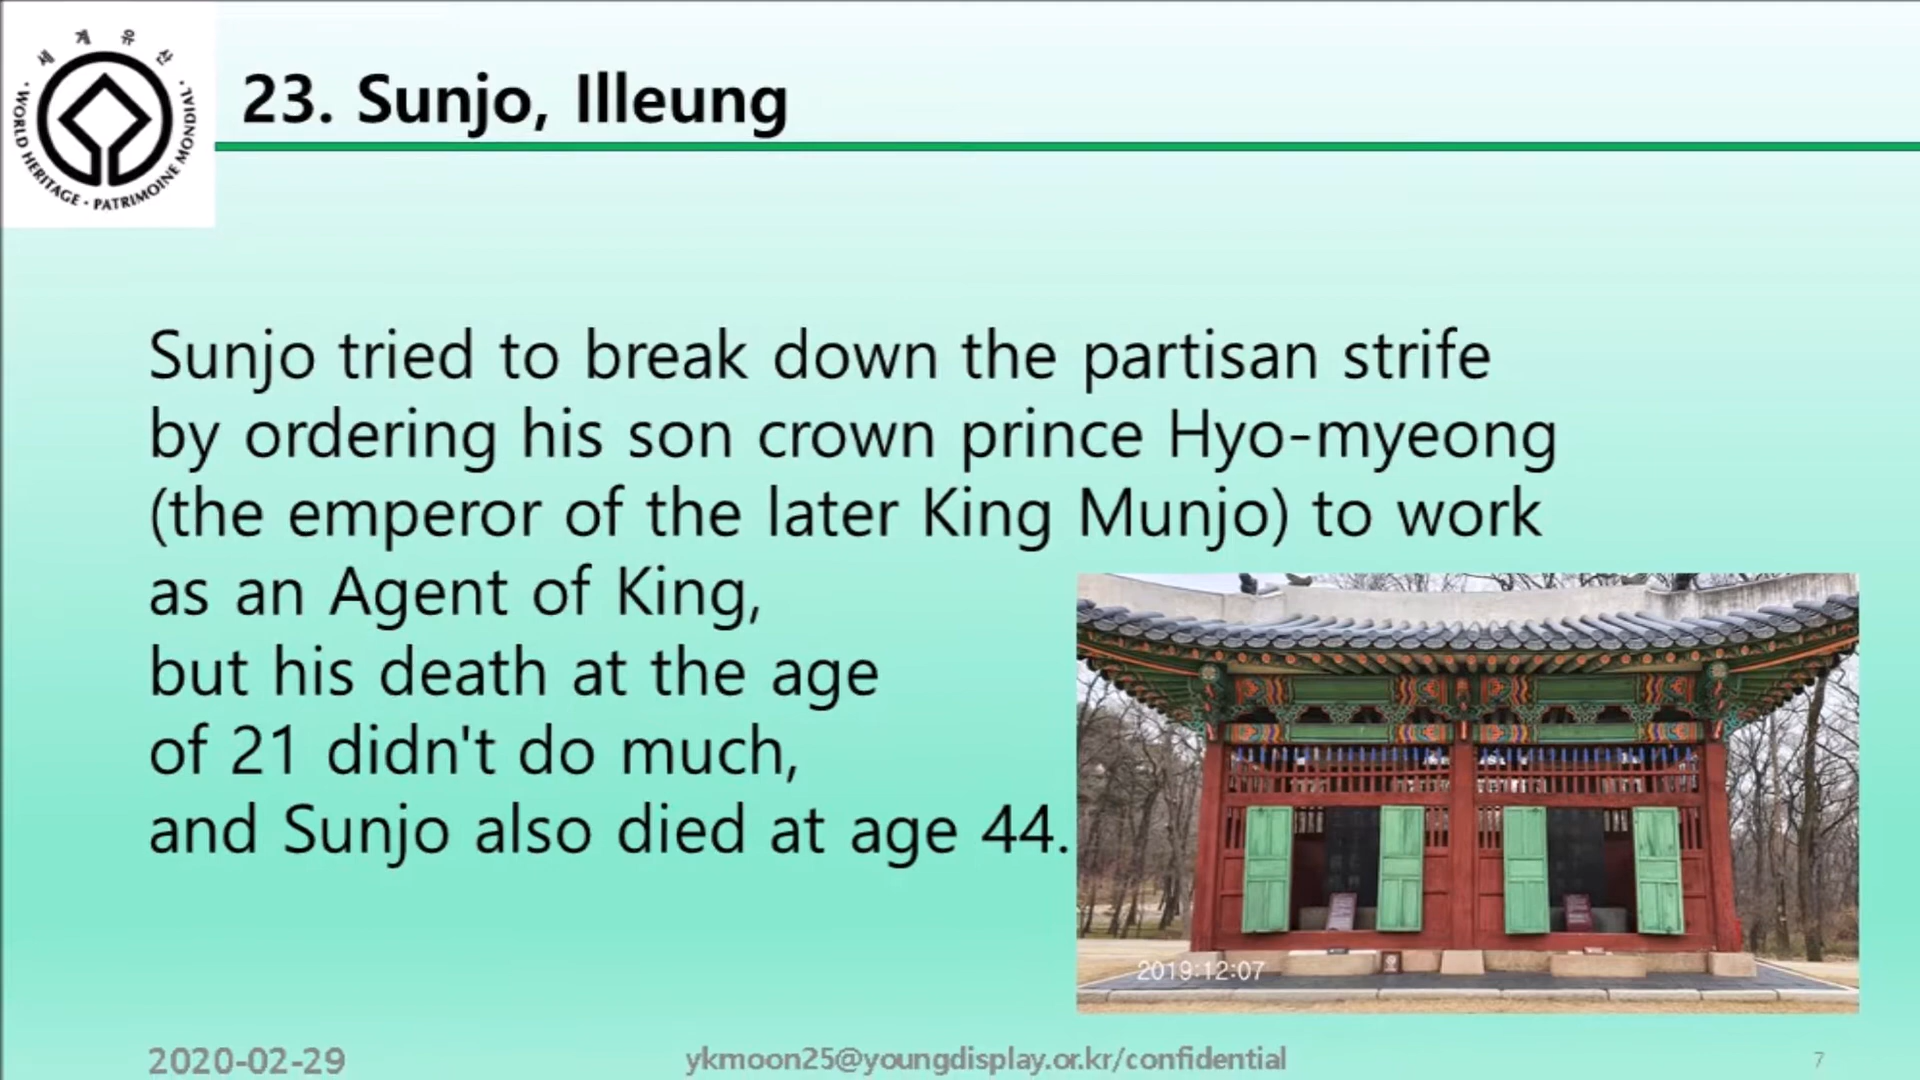 세계유산
· WORLD HERITAGE · PATRIMOINE MONDIAL ·
23. Sunjo, Illeung
Sunjo tried to break down the partisan strife
by ordering his son crown prince Hyo-myeong
(the emperor of the later King Munjo) to work
as an Agent of King,
but his death at the age
of 21 didn't do much,
and Sunjo also died at age 44.
2019:12:07
2020-02-29
ykmoon25@youngdisplay.or.kr/confidential
7